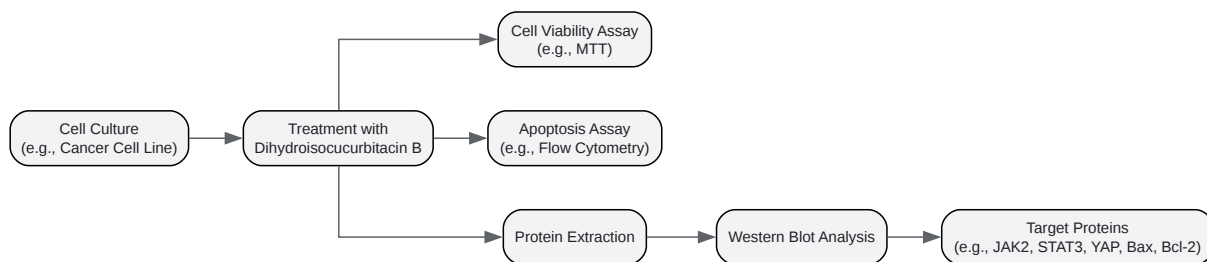 Cell Viability Assay
(e.g., MTT)
Cell Culture
(e.g., Cancer Cell Line)
Treatment with
Dihydroisocucurbitacin B
Apoptosis Assay
(e.g., Flow Cytometry)
Protein Extraction
Western Blot Analysis
Target Proteins
(e.g., JAK2, STAT3, YAP, Bax, Bcl-2)